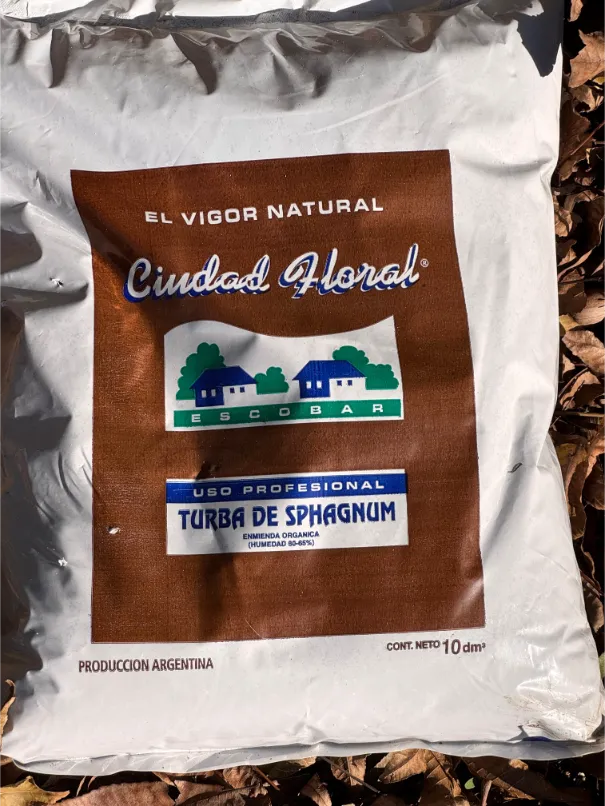 EL VIGOR NATURAL
Ciudad Floral®
ESCOBAR
USO PROFESIONAL
TURBA DE SPHAGNUM
ENMIENDA ORGANICA
(HUMEDAD 60-65%)
PRODUCCION ARGENTINA
CONT. NETO 10 dm³